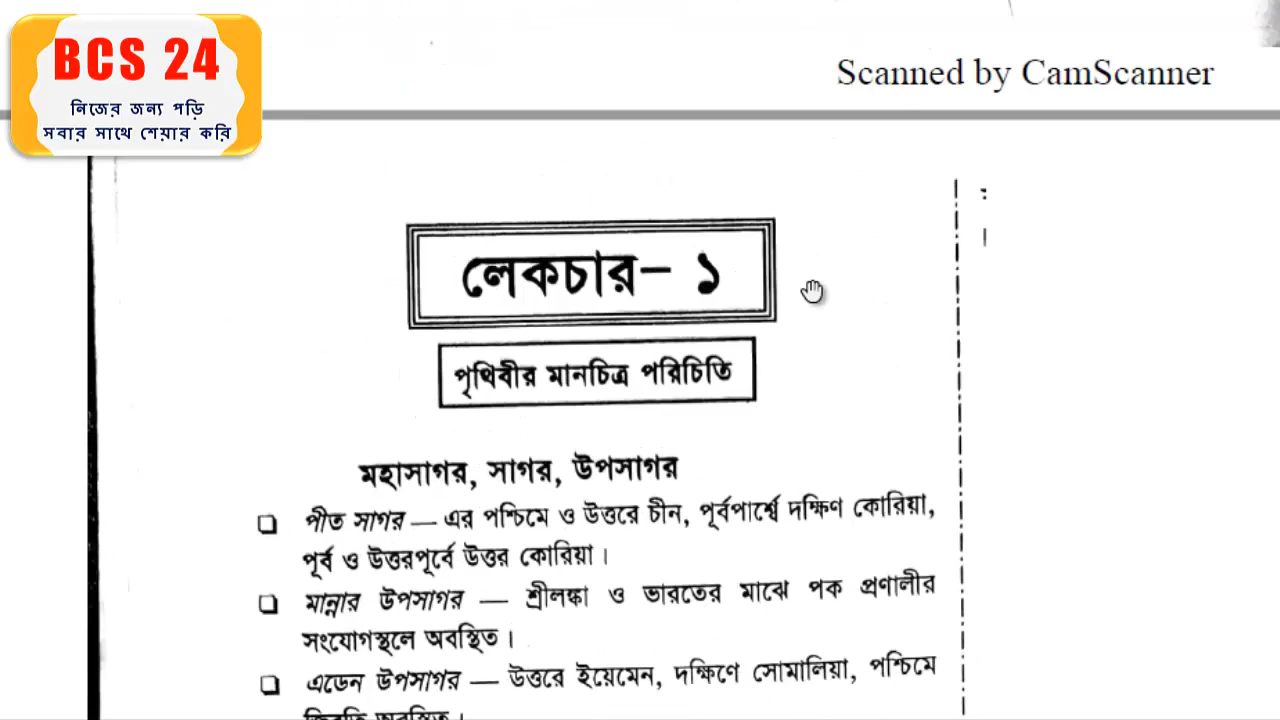 BCS 24
নিজের জন্য পড়ি
সবার সাথে শেয়ার করি
Scanned by CamScanner
লেকচার– ১
পৃথিবীর মানচিত্র পরিচিতি
মহাসাগর, সাগর, উপসাগর
❑ পীত সাগর — এর পশ্চিমে ও উত্তরে চীন, পূর্বপার্শ্বে দক্ষিণ কোরিয়া,
পূর্ব ও উত্তরপূর্বে উত্তর কোরিয়া।
❑ মান্নার উপসাগর — শ্রীলঙ্কা ও ভারতের মাঝে পক প্রণালীর
সংযোগস্থলে অবস্থিত।
❑ এডেন উপসাগর — উত্তরে ইয়েমেন, দক্ষিণে সোমালিয়া, পশ্চিমে
জিবুতি অবস্থিত।